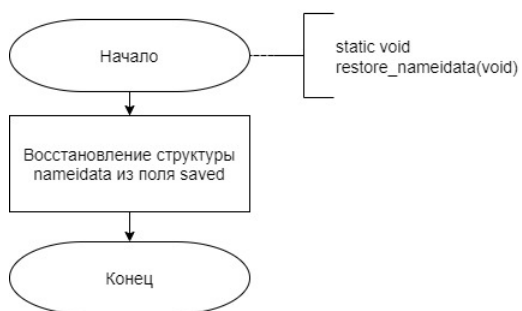 Начало
static void
restore_nameidata(void)
Восстановление структуры
nameidata из поля saved
Конец